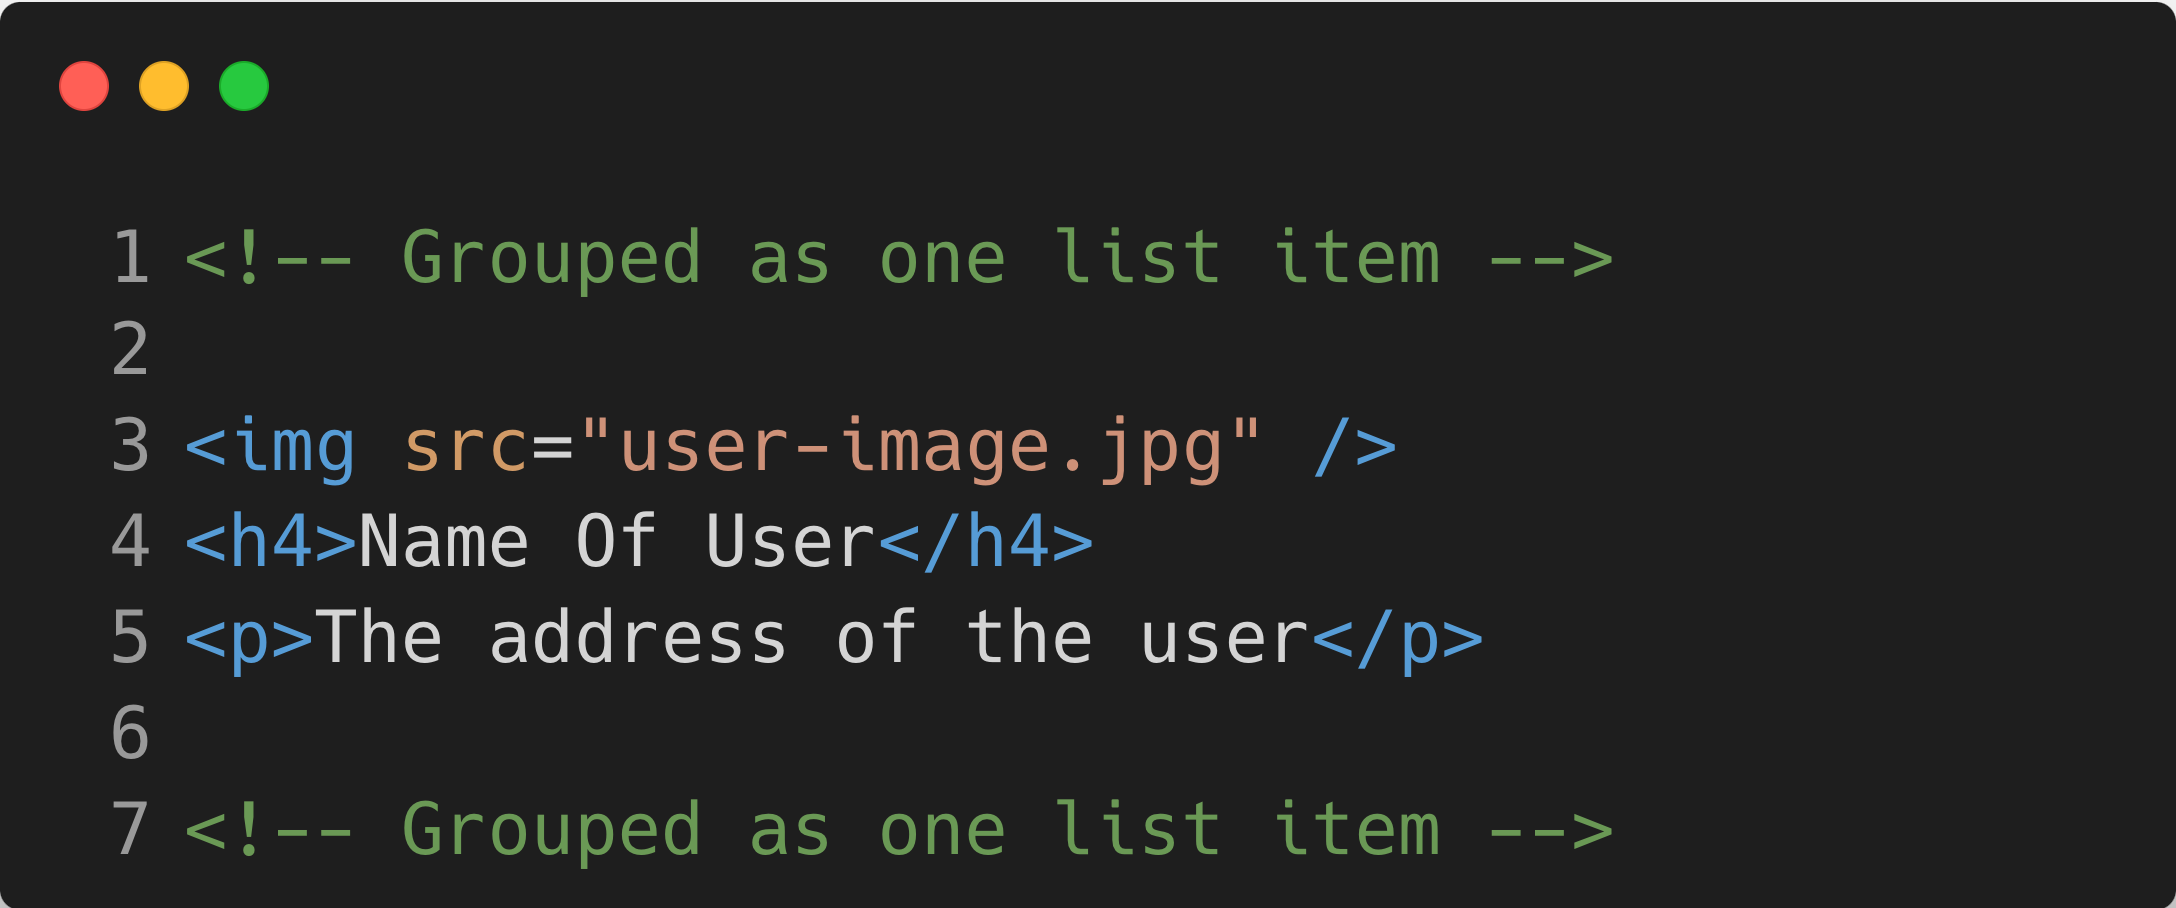 1 <!-- Grouped as one list item -->
2
3 <img src="user-image.jpg" />
4 <h4>Name Of User</h4>
5 <p>The address of the user</p>
6
7 <!-- Grouped as one list item -->